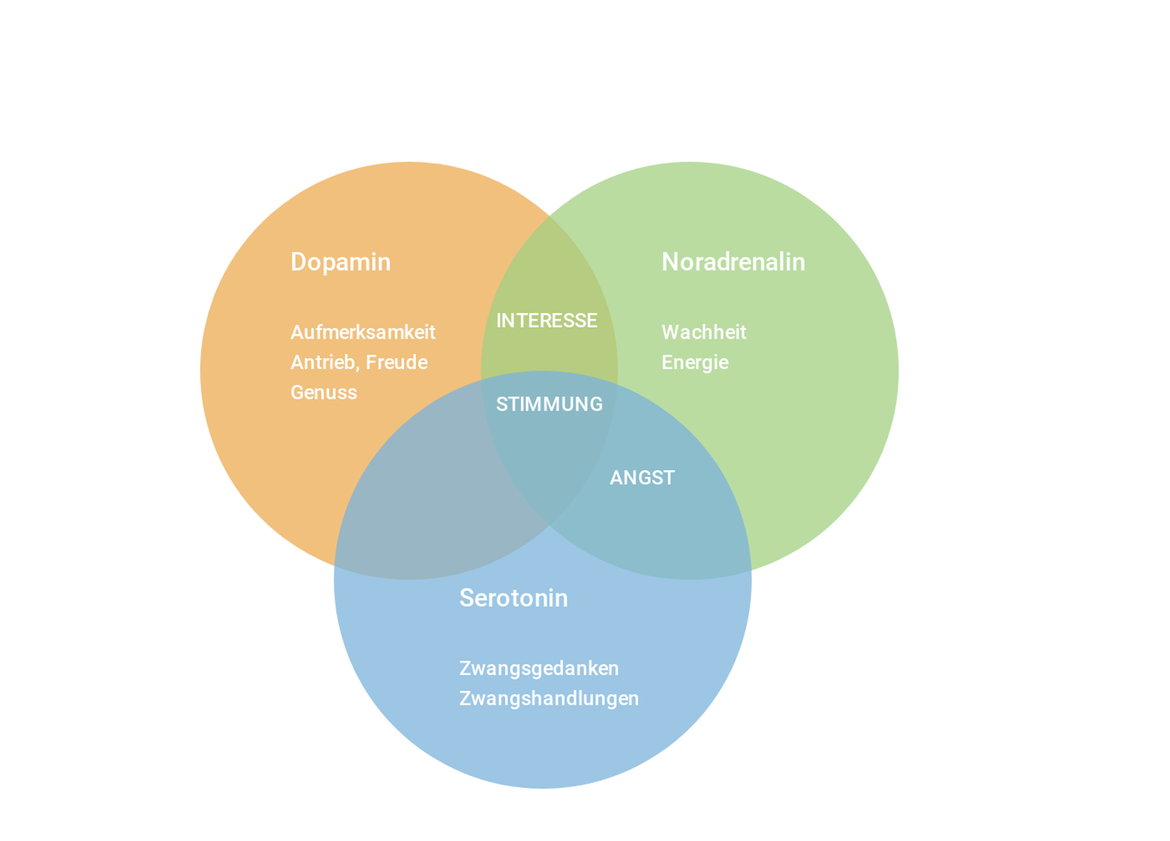 Dopamin
Noradrenalin
Aufmerksamkeit
Antrieb, Freude
Genuss
INTERESSE
Wachheit
Energie
STIMMUNG
ANGST
Serotonin
Zwangsgedanken
Zwangshandlungen